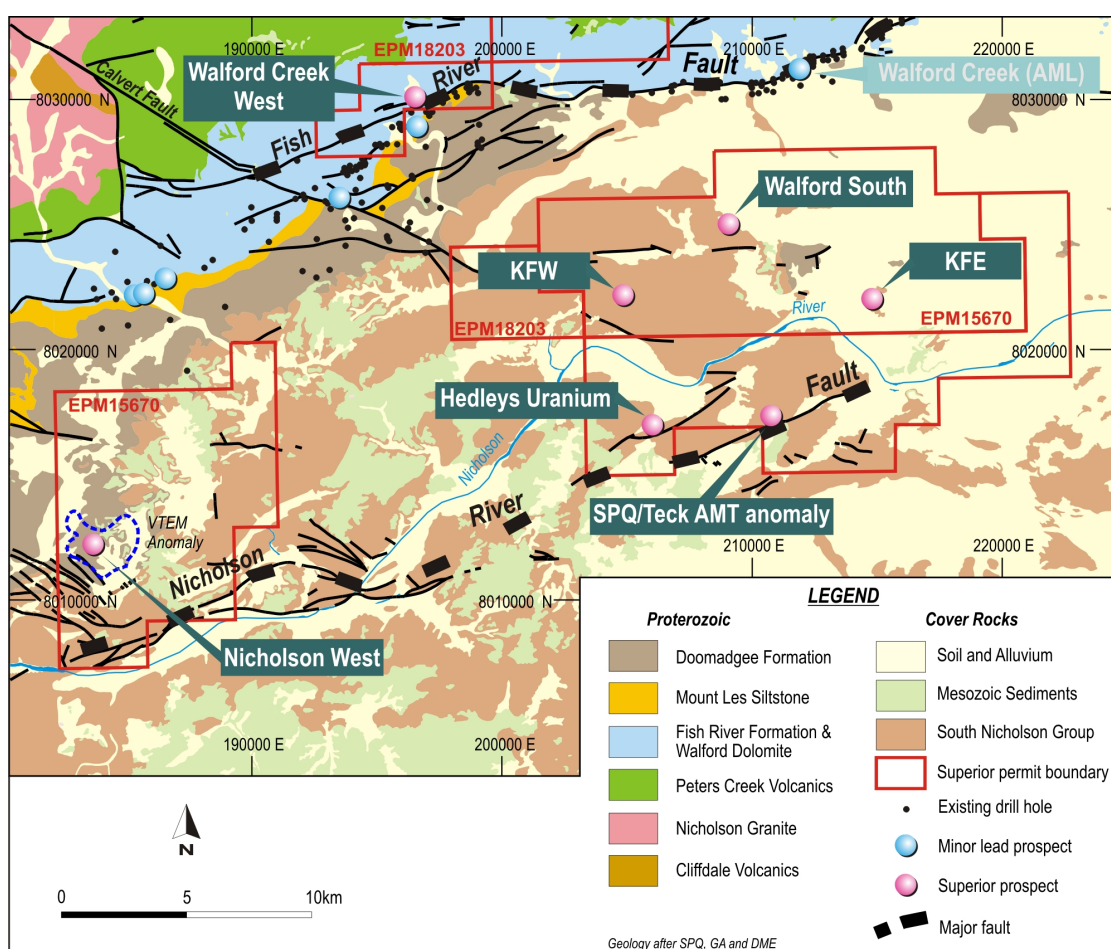 190000 E
200000 E
210000 E
220000 E
EPM18203
Walford Creek
West
Calvert Fault
River
Fault
Walford Creek (AML)
8030000 N
8030000 N
Fish
Walford South
KFW
KFE
River
EPM18203
EPM15670
8020000 N
8020000 N
EPM15670
Hedleys Uranium
Fault
Nicholson
River
SPQ/Teck AMT anomaly
VTEM
Anomaly
Nicholson
210000 E
220000 E
8010000 N
8010000 N
Nicholson West
190000 E
200000 E
LEGEND
Proterozoic
Doomadgee Formation
Mount Les Siltstone
Fish River Formation &
Walford Dolomite
Peters Creek Volcanics
Nicholson Granite
Cliffdale Volcanics
Cover Rocks
Soil and Alluvium
Mesozoic Sediments
South Nicholson Group
Superior permit boundary
Existing drill hole
Minor lead prospect
Superior prospect
Major fault
N
0
5
10km
Geology after SPQ, GA and DME